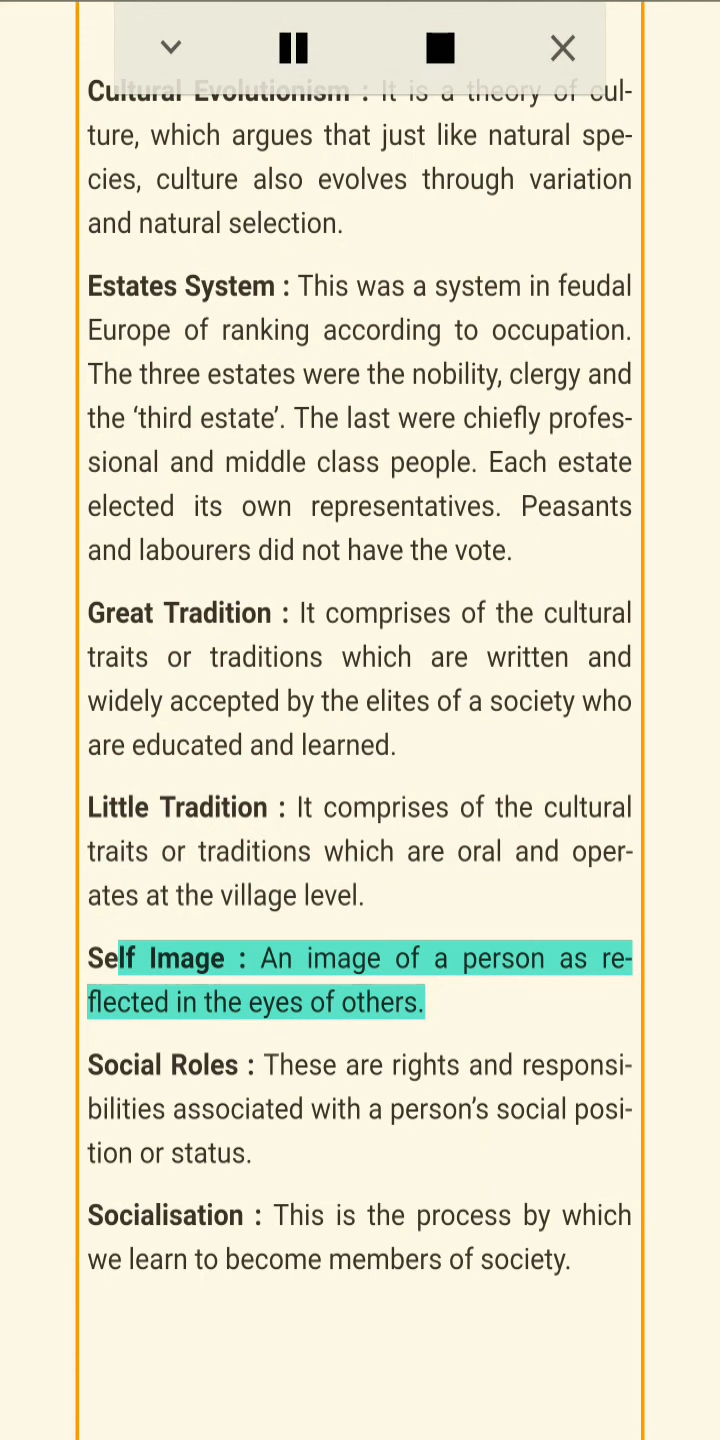 Cultural Evolutionism : It is a theory of cul-
ture, which argues that just like natural spe-
cies, culture also evolves through variation
and natural selection.
Estates System : This was a system in feudal
Europe of ranking according to occupation.
The three estates were the nobility, clergy and
the ‘third estate’. The last were chiefly profes-
sional and middle class people. Each estate
elected its own representatives. Peasants
and labourers did not have the vote.
Great Tradition : It comprises of the cultural
traits or traditions which are written and
widely accepted by the elites of a society who
are educated and learned.
Little Tradition : It comprises of the cultural
traits or traditions which are oral and oper-
ates at the village level.
Self Image : An image of a person as re-
flected in the eyes of others.
Social Roles : These are rights and responsi-
bilities associated with a person’s social posi-
tion or status.
Socialisation : This is the process by which
we learn to become members of society.